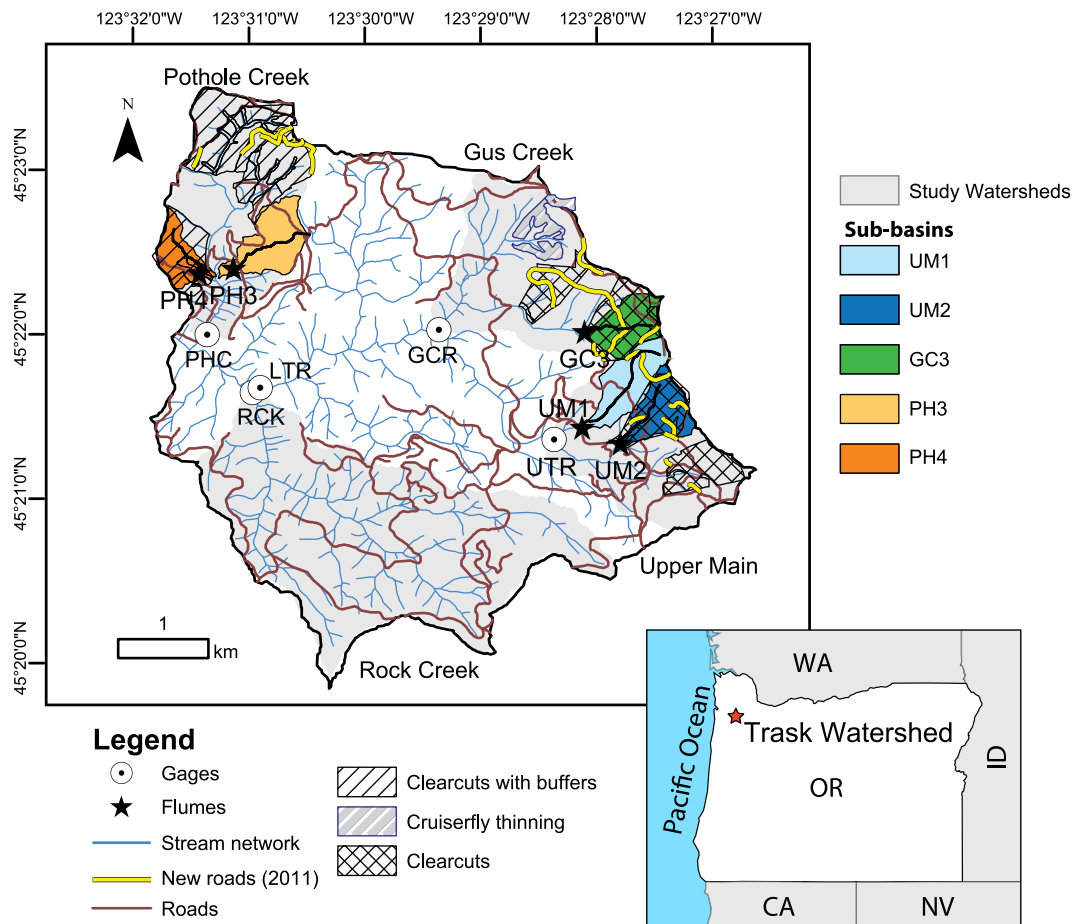 123°32'0"W
123°31'0"W
123°30'0"W
123°29'0"W
123°28'0"W
123°27'0"W
45°23'0"N
45°22'0"N
45°21'0"N
45°20'0"N
N
Pothole Creek
Gus Creek
PH4
PH3
PHC
LTR
RCK
GCR
GC3
UM1
UTR
UM2
Upper Main
Rock Creek
1
km
Study Watersheds
Sub-basins
UM1
UM2
GC3
PH3
PH4
Legend
Gages
Flumes
Stream network
New roads (2011)
Roads
Clearcuts with buffers
Cruiserfly thinning
Clearcuts
WA
Pacific Ocean
Trask Watershed
OR
ID
CA
NV